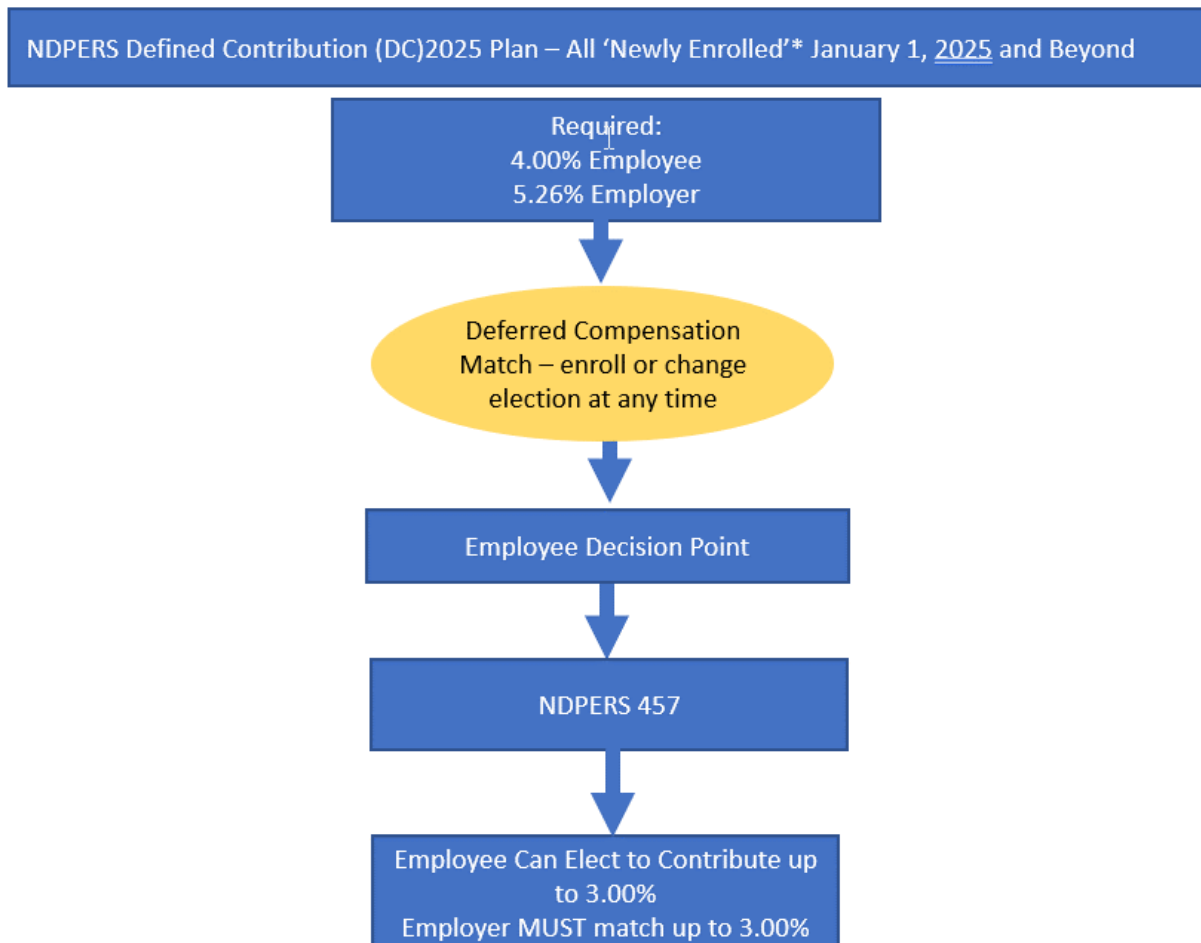 NDPERS Defined Contribution (DC)2025 Plan – All ‘Newly Enrolled’* January 1, 2025 and Beyond
Required:
4.00% Employee
5.26% Employer
Deferred Compensation
Match – enroll or change
election at any time
Employee Decision Point
NDPERS 457
Employee Can Elect to Contribute up
to 3.00%
Employer MUST match up to 3.00%